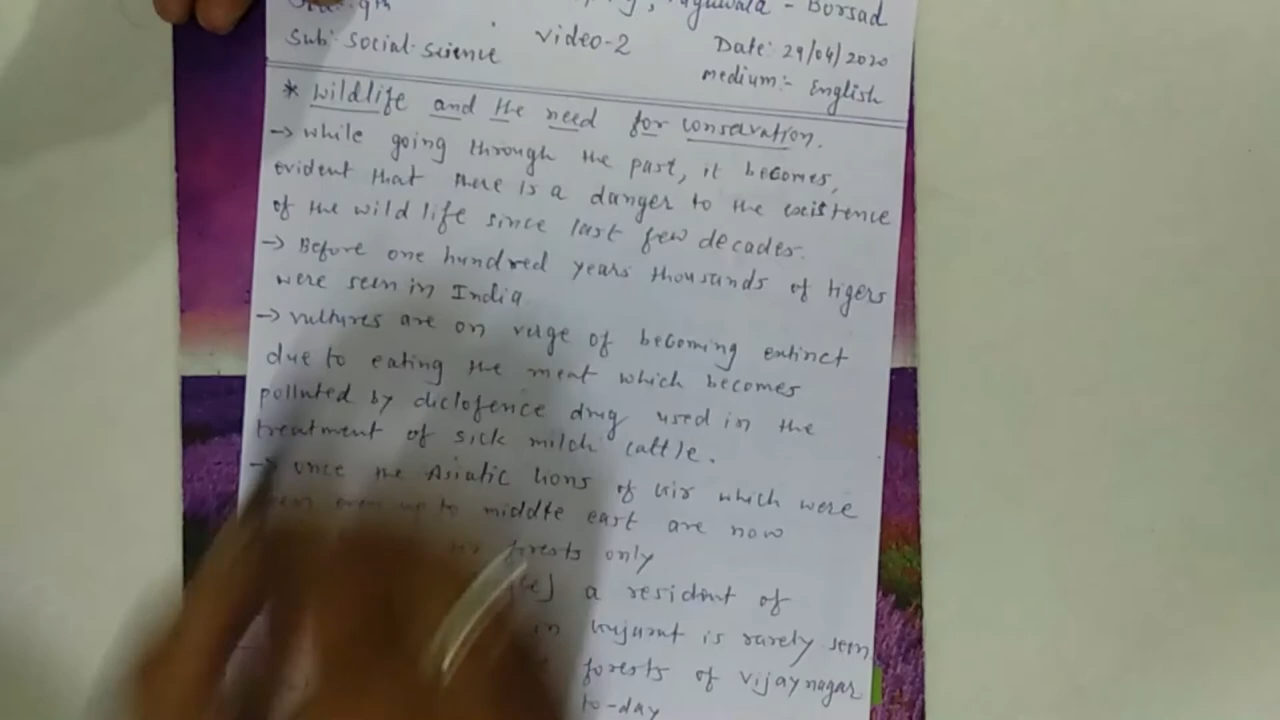 - Borsad
Sub: Social Science video-2 Date: 29/04/2020
medium:- English
* Wildlife and the need for conservation.
→ while going through the past, it becomes,
evident that there is a danger to the existence
of the wild life since last few decades.
→ Before one hundred years thousands of tigers
were seen in India
→ vultures are on verge of becoming extinct
due to eating the meat which becomes
polluted by diclofence drug used in the
treatment of sick milch cattle.
→ Once the Asiatic lions of Gir which were
even up to middle east are now
forests only
a resident of
in Gujarat is rarely seen
forests of vijaynagar
to-day